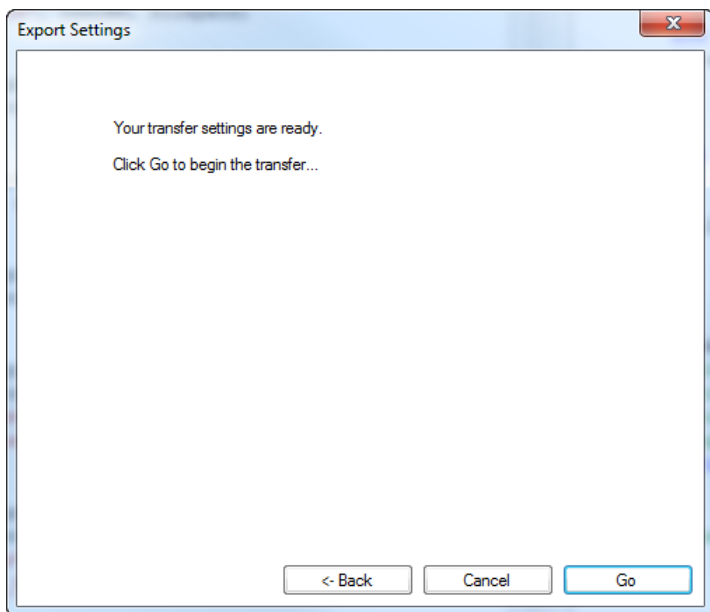 Export Settings
X
Your transfer settings are ready.
Click Go to begin the transfer...
<- Back
Cancel
Go